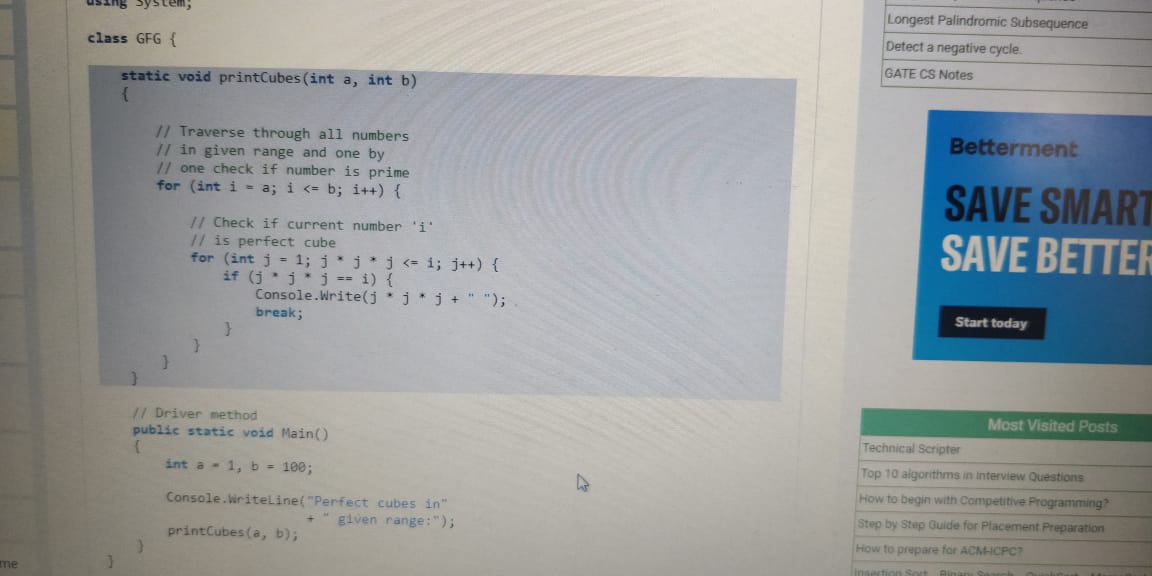 using System;
class GFG {
static void printCubes(int a, int b)
{
// Traverse through all numbers
// in given range and one by
// one check if number is prime
for (int i = a; i <= b; i++) {
// Check if current number 'i'
// is perfect cube
for (int j = 1; j * j * j <= i; j++) {
if (j * j * j == i) {
Console.Write(j * j * j + " ");
break;
}
}
}
}
// Driver method
public static void Main()
{
int a = 1, b = 100;
Console.WriteLine("Perfect cubes in"
+ " given range:");
printCubes(a, b);
}
}
me
Longest Palindromic Subsequence
Detect a negative cycle.
GATE CS Notes
Betterment
SAVE SMART
SAVE BETTER
Start today
Most Visited Posts
Technical Scripter
Top 10 algorithms in Interview Questions
How to begin with Competitive Programming?
Step by Step Guide for Placement Preparation
How to prepare for ACM-ICPC?
Insertion Sort